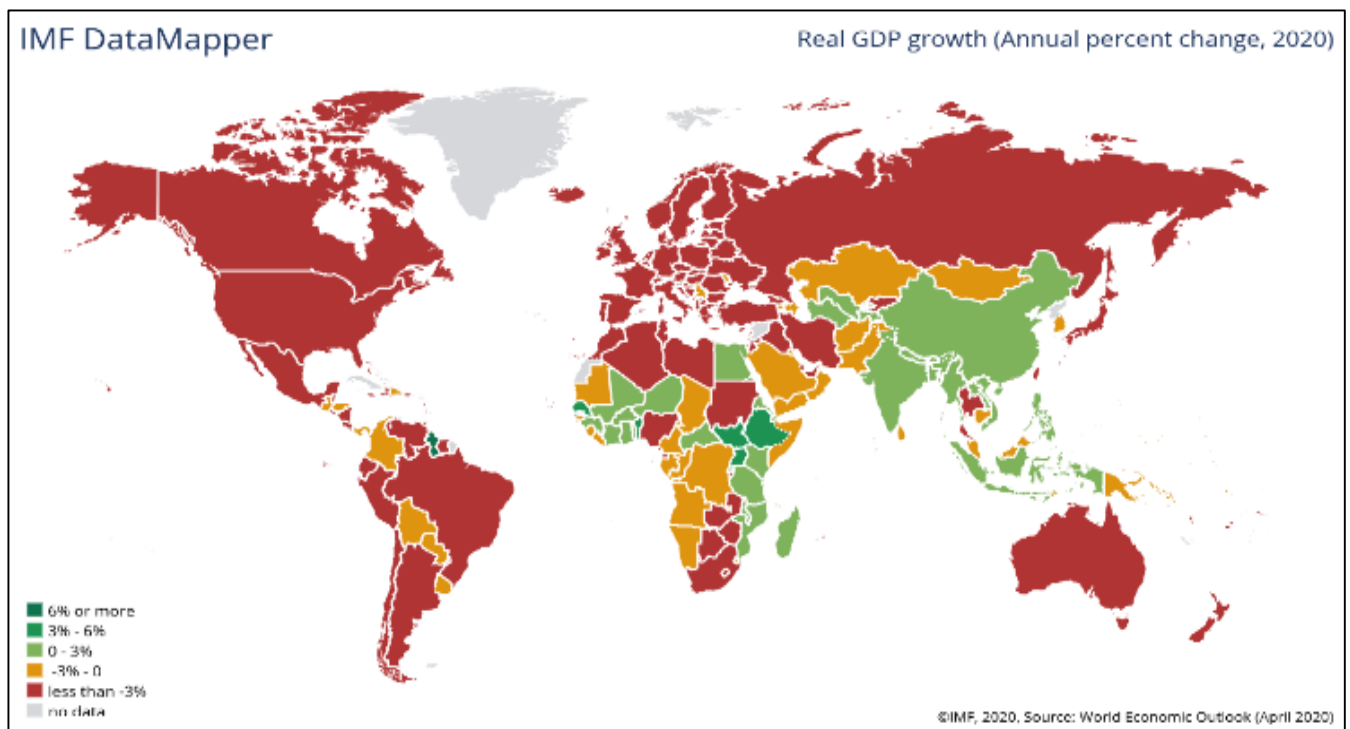 IMF DataMapper
Real GDP growth (Annual percent change, 2020)
6% or more
3% - 6%
0 - 3%
-3% - 0
less than -3%
no data
©IMF, 2020, Source: World Economic Outlook (April 2020)